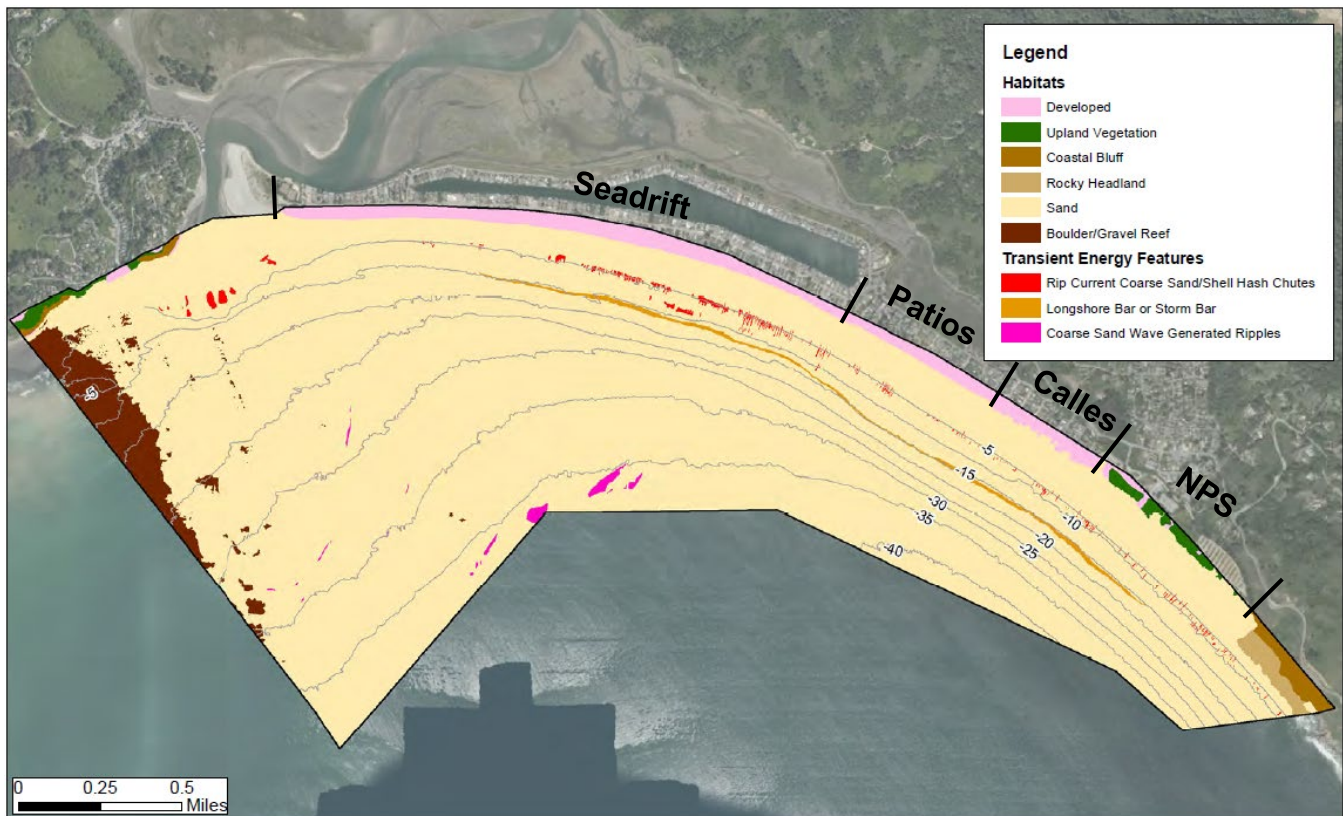 Legend
Habitats
Developed
Upland Vegetation
Coastal Bluff
Rocky Headland
Sand
Boulder/Gravel Reef
Transient Energy Features
Rip Current Coarse Sand/Shell Hash Chutes
Longshore Bar or Storm Bar
Coarse Sand Wave Generated Ripples
Seadrift
Patios
Calles
NPS
-5
-5
-15
-10
-30
-35
-20
-25
-40
0 0.25 0.5
Miles